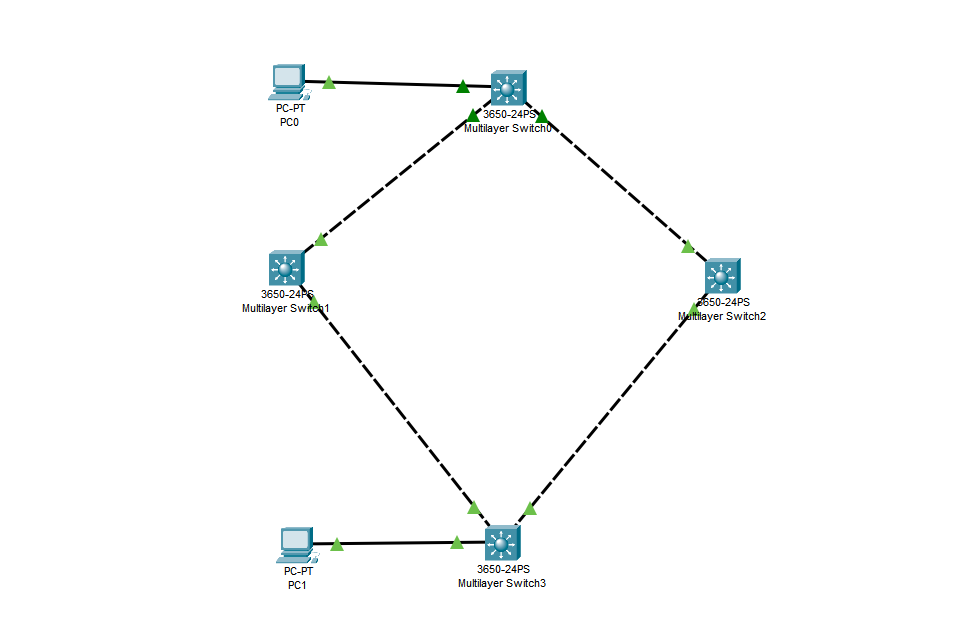 PC-PT
PC0
3650-24PS
Multilayer Switch0
3650-24PS
Multilayer Switch1
3650-24PS
Multilayer Switch2
3650-24PS
Multilayer Switch3
PC-PT
PC1